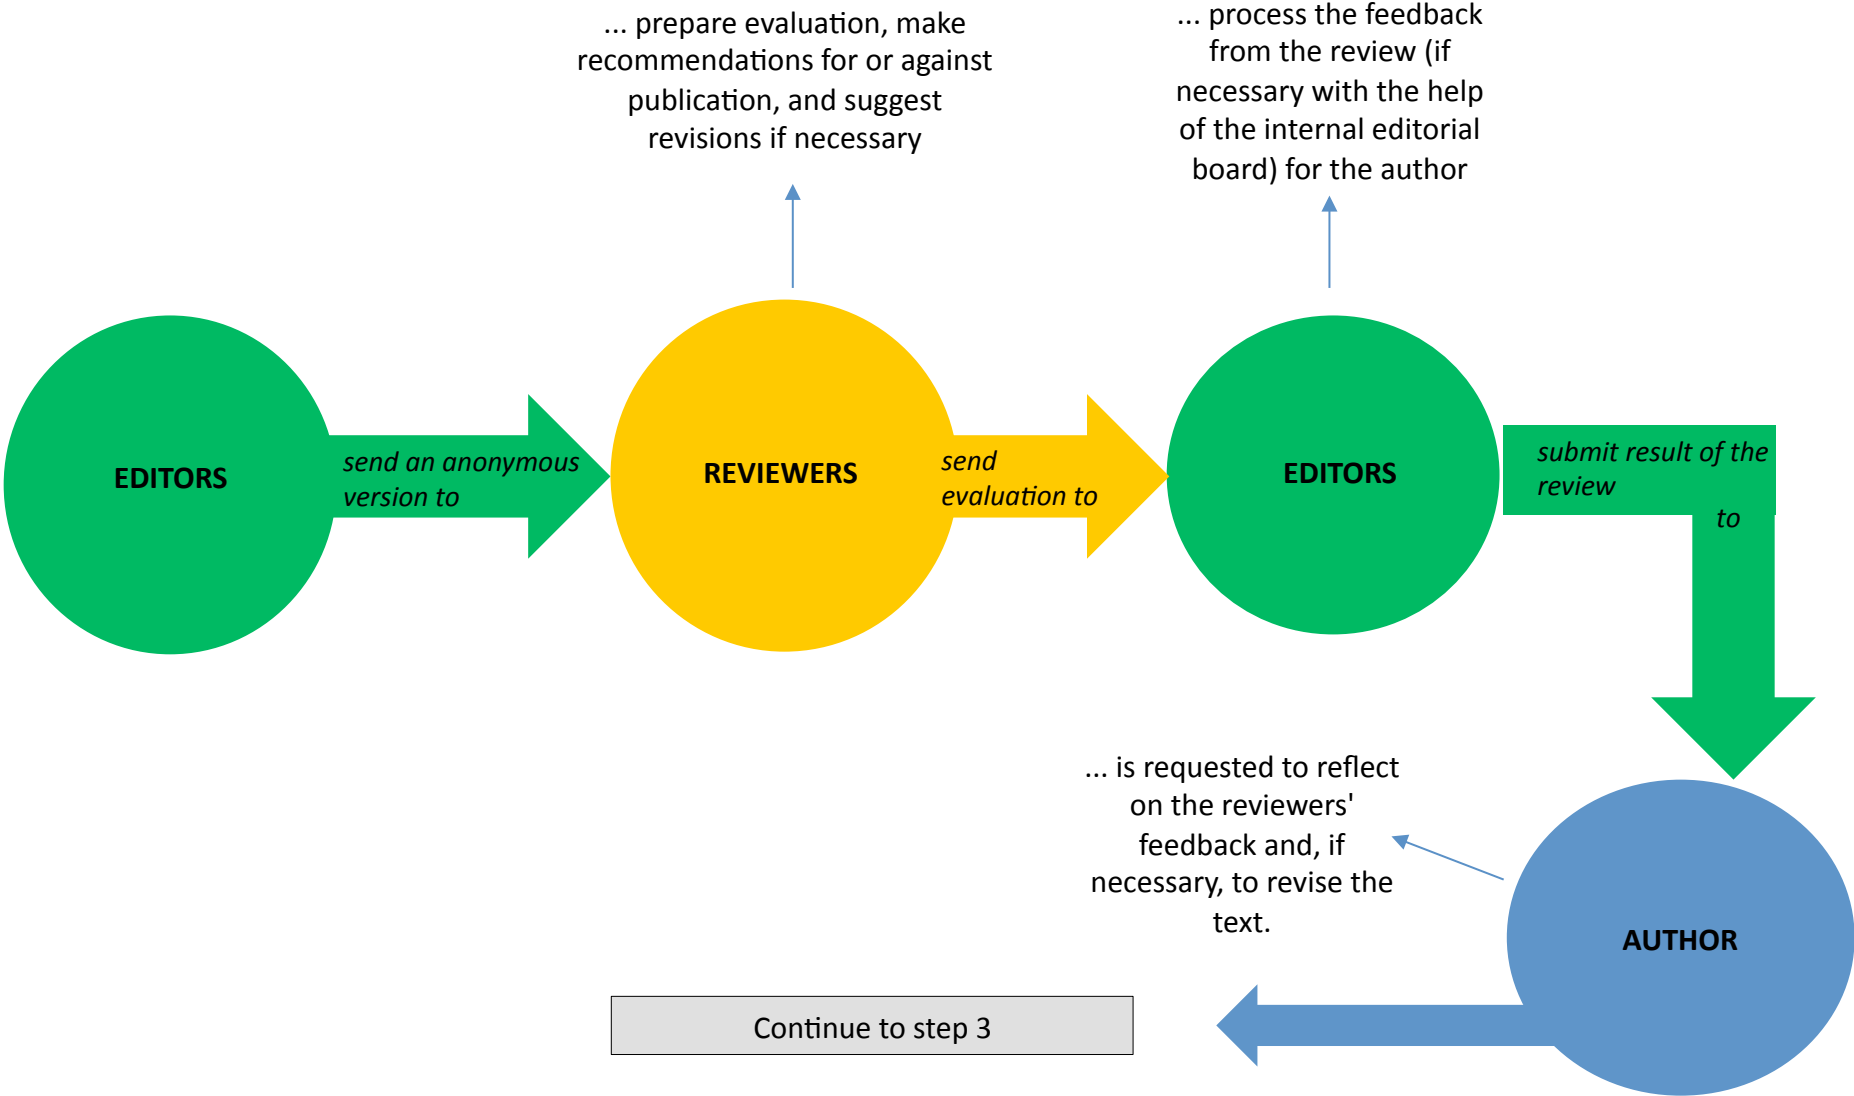 ... prepare evaluation, make
recommendations for or against
publication, and suggest
revisions if necessary
... process the feedback
from the review (if
necessary with the help
of the internal editorial
board) for the author
EDITORS
send an anonymous
version to
REVIEWERS
send
evaluation to
EDITORS
submit result of the
review
to
... is requested to reflect
on the reviewers'
feedback and, if
necessary, to revise the
text.
AUTHOR
Continue to step 3